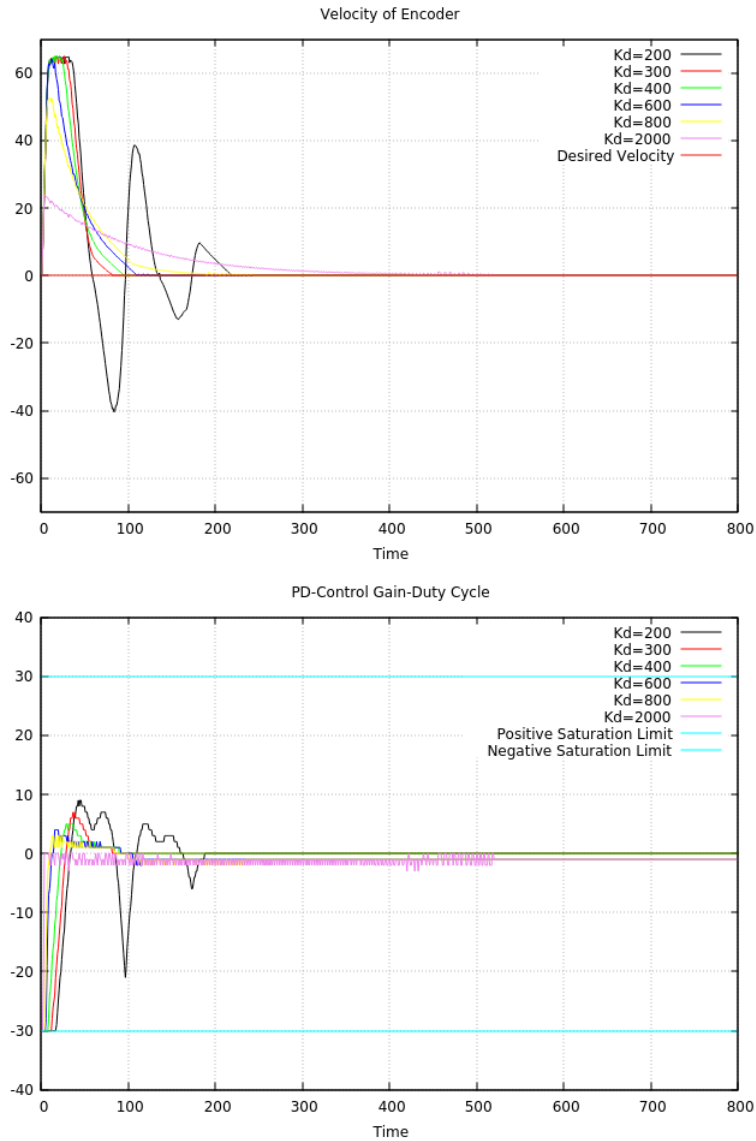 Velocity of Encoder
Kd=200
Kd=300
Kd=400
Kd=600
Kd=800
Kd=2000
Desired Velocity
60
40
20
0
-20
-40
-60
0 100 200 300 400 500 600 700 800
Time
PD-Control Gain-Duty Cycle
Kd=200
Kd=300
Kd=400
Kd=600
Kd=800
Kd=2000
Positive Saturation Limit
Negative Saturation Limit
40
30
20
10
0
-10
-20
-30
-40
0 100 200 300 400 500 600 700 800
Time